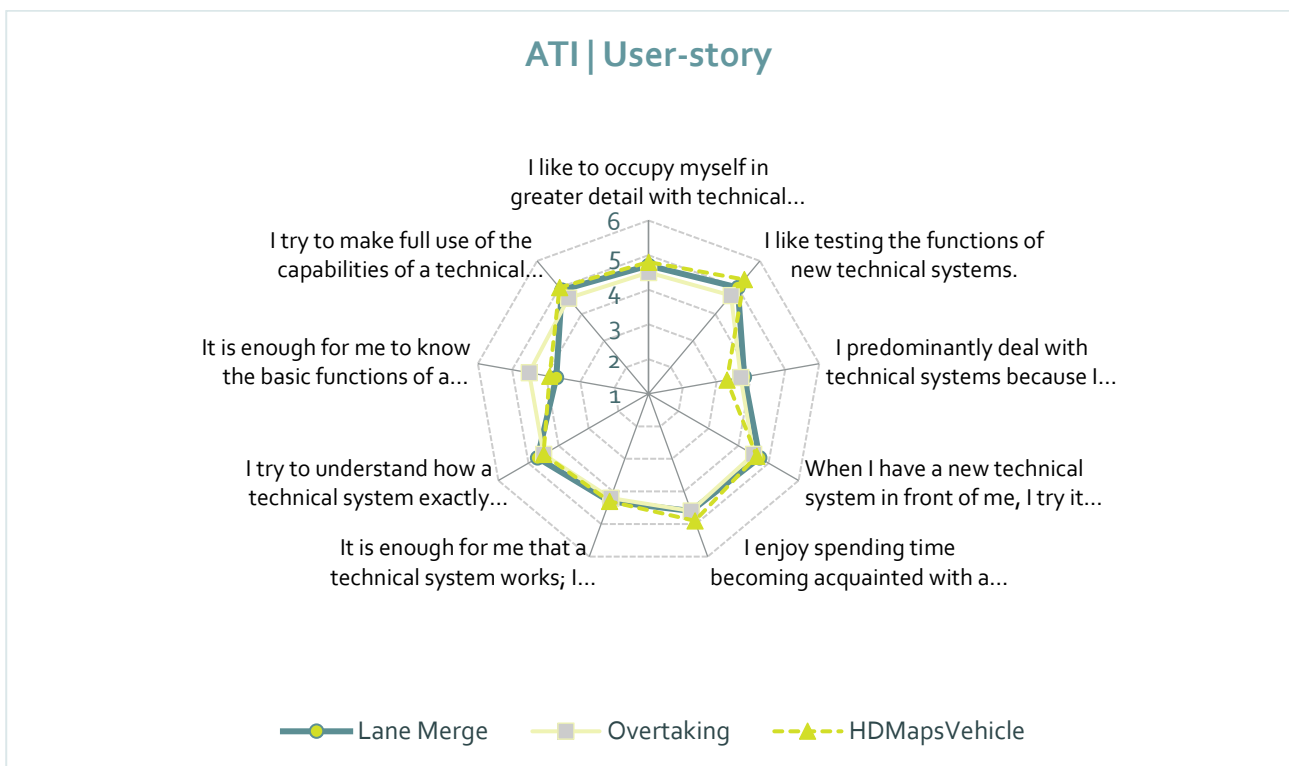 ATI | User-story
I like to occupy myself in
greater detail with technical...
I like testing the functions of
new technical systems.
I predominantly deal with
technical systems because I...
When I have a new technical
system in front of me, I try it...
I enjoy spending time
becoming acquainted with a...
It is enough for me that a
technical system works; I...
I try to understand how a
technical system exactly...
It is enough for me to know
the basic functions of a...
I try to make full use of the
capabilities of a technical...
6
5
4
3
2
1
Lane Merge
Overtaking
HDMapsVehicle